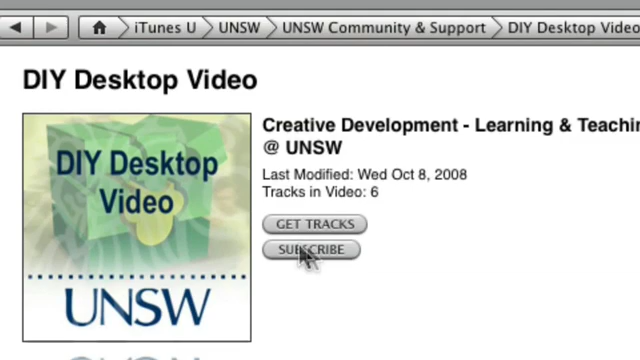 iTunes U UNSW UNSW Community & Support DIY Desktop Video
DIY Desktop Video
DIY Desktop
Video
UNSW
Creative Development - Learning &
@ UNSW
Last Modified: Wed Oct 8, 2008
Tracks in Video: 6
GET TRACKS
SUBSCRIBE